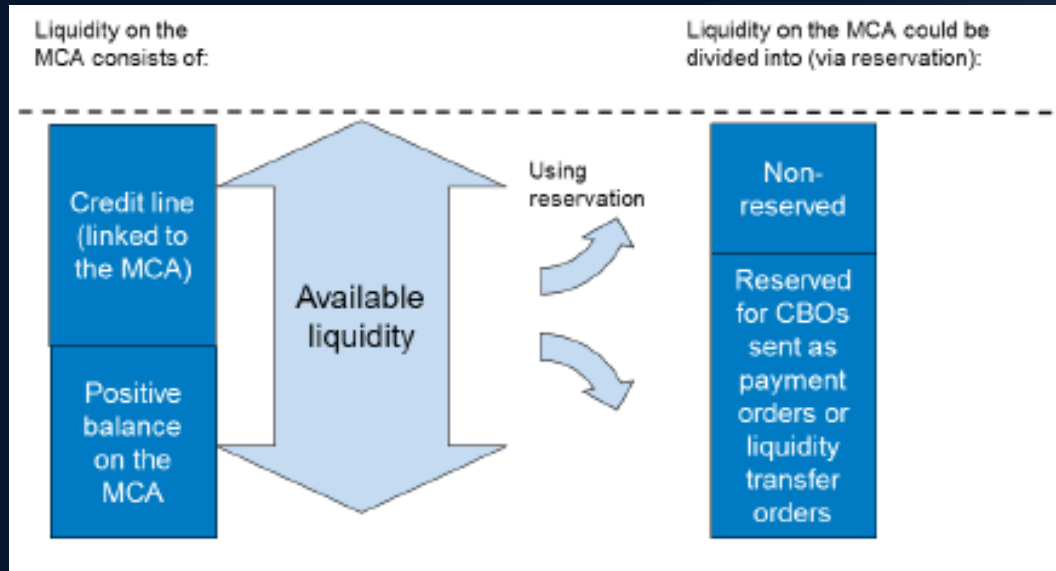 Liquidity on the
MCA consists of:
Liquidity on the MCA could be
divided into (via reservation):
Credit line
(linked to
the MCA)
Positive
balance
on the
MCA
Available
liquidity
Using
reservation
Non-
reserved
Reserved
for CBOs
sent as
payment
orders or
liquidity
transfer
orders